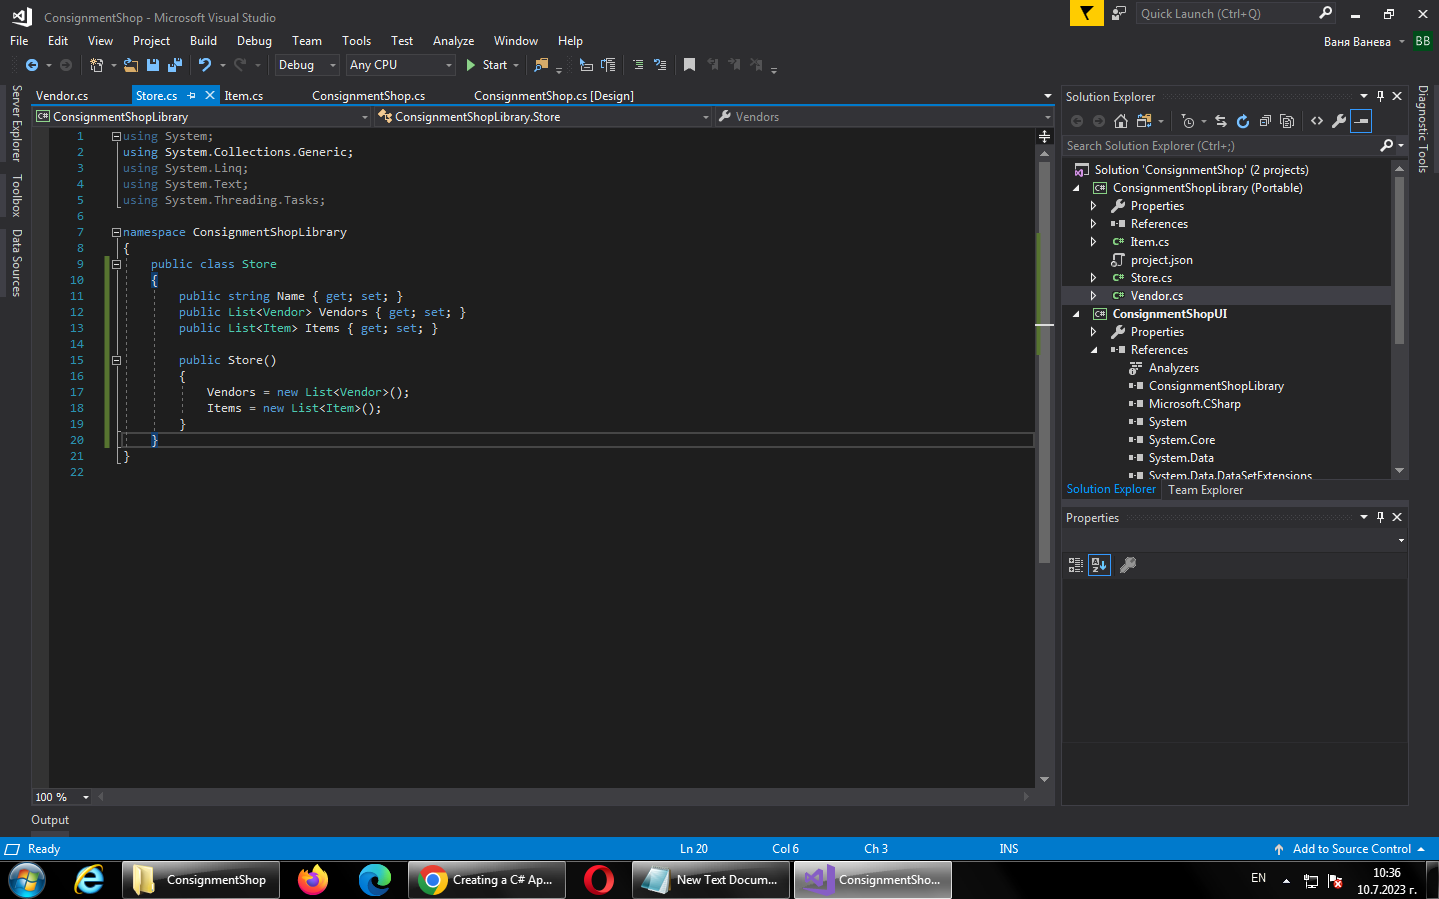 ConsignmentShop - Microsoft Visual Studio
Quick Launch (Ctrl+Q)
File Edit View Project Build Debug Team Tools Test Analyze Window Help
Ваня Ванева BB
Debug Any CPU Start
Server Explorer
Toolbox
Data Sources
Vendor.cs Store.cs Item.cs ConsignmentShop.cs ConsignmentShop.cs [Design]
ConsignmentShopLibrary ConsignmentShopLibrary.Store Vendors
1 using System;
2 using System.Collections.Generic;
3 using System.Linq;
4 using System.Text;
5 using System.Threading.Tasks;
6
7 namespace ConsignmentShopLibrary
8 {
9 public class Store
10 {
11 public string Name { get; set; }
12 public List<Vendor> Vendors { get; set; }
13 public List<Item> Items { get; set; }
14
15 public Store()
16 {
17 Vendors = new List<Vendor>();
18 Items = new List<Item>();
19 }
20 }
21 }
22
100 %
Output
Solution Explorer
Search Solution Explorer (Ctrl+;)
Solution 'ConsignmentShop' (2 projects)
C# ConsignmentShopLibrary (Portable)
Properties
References
C# Item.cs
project.json
C# Store.cs
C# Vendor.cs
C# ConsignmentShopUI
Properties
References
Analyzers
ConsignmentShopLibrary
Microsoft.CSharp
System
System.Core
System.Data
System.Data.DataSetExtensions
Solution Explorer Team Explorer
Properties
Diagnostic Tools
Ready Ln 20 Col 6 Ch 3 INS Add to Source Control
ConsignmentShop Creating a C# Ap... New Text Docum... ConsignmentSho... EN
10:36
10.7.2023 г.